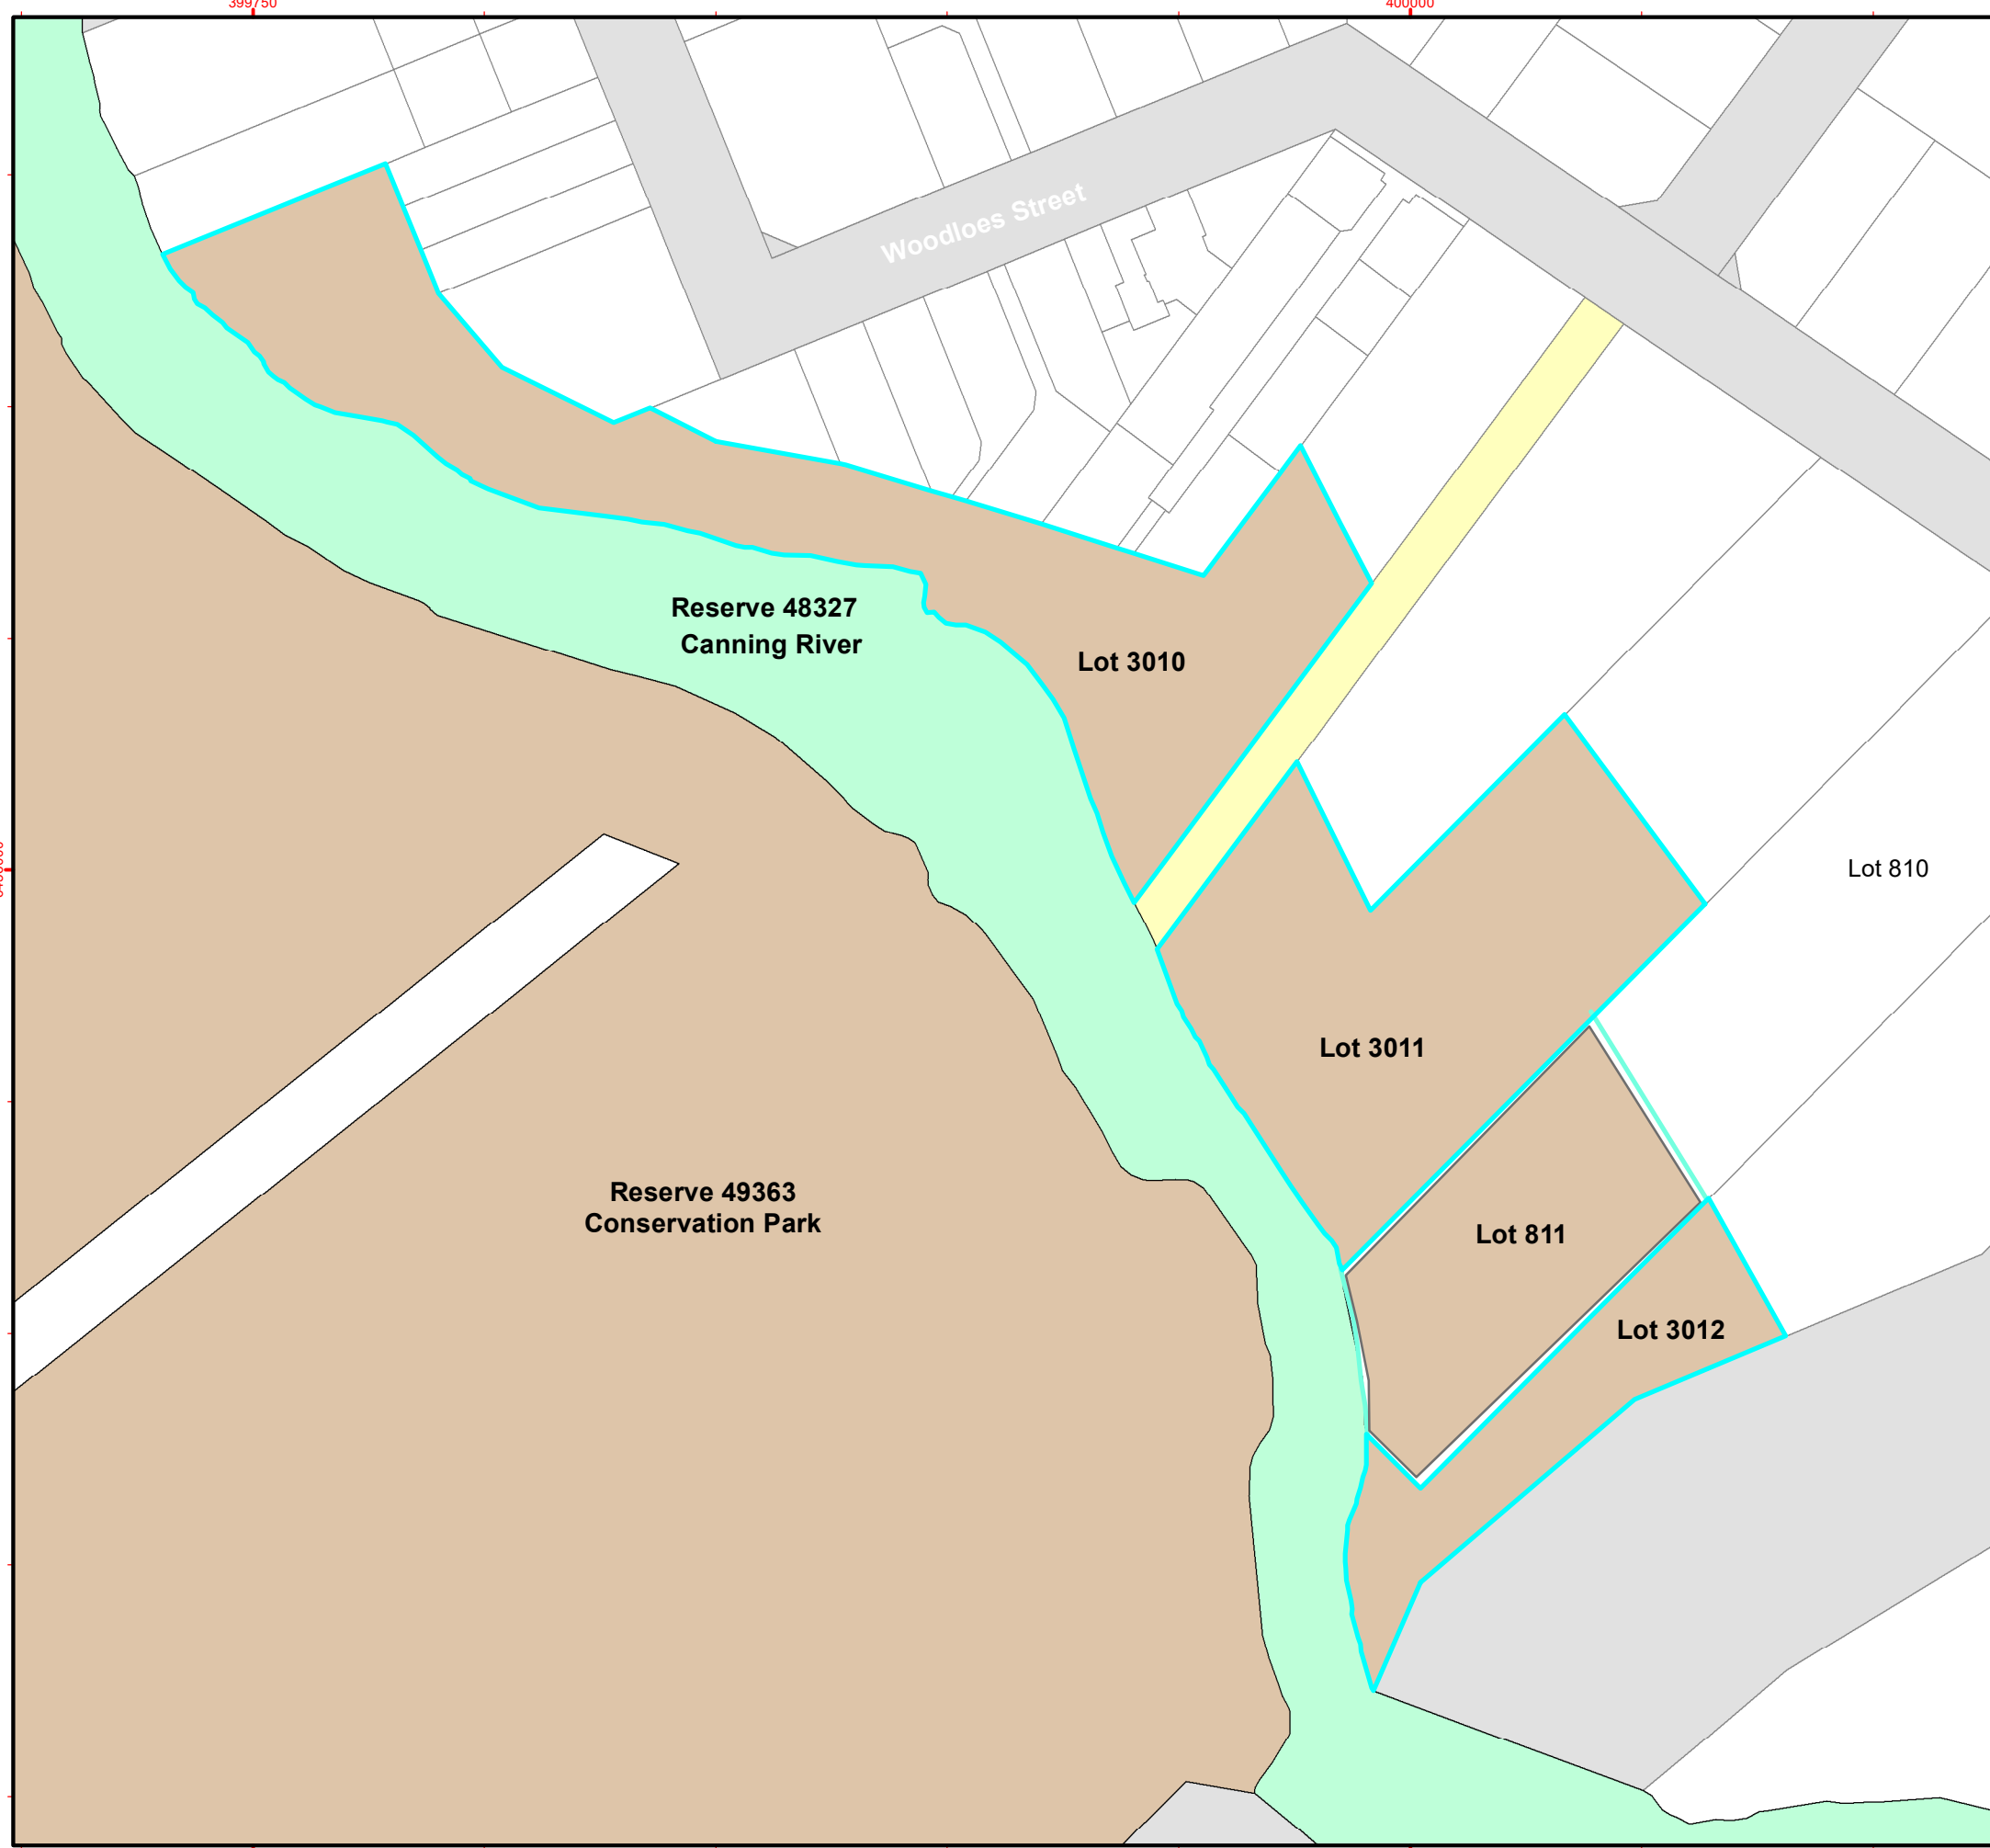 399750
400000
Woodloes Street
Reserve 48327
Canning River
Lot 3010
Lot 810
Lot 3011
Reserve 49363
Conservation Park
Lot 811
Lot 3012